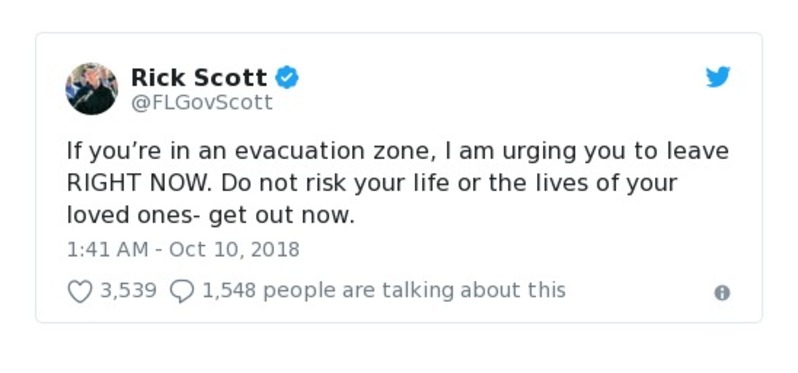 Rick Scott
@FLGovScott
If you’re in an evacuation zone, I am urging you to leave
RIGHT NOW. Do not risk your life or the lives of your
loved ones- get out now.
1:41 AM - Oct 10, 2018
3,539 1,548 people are talking about this